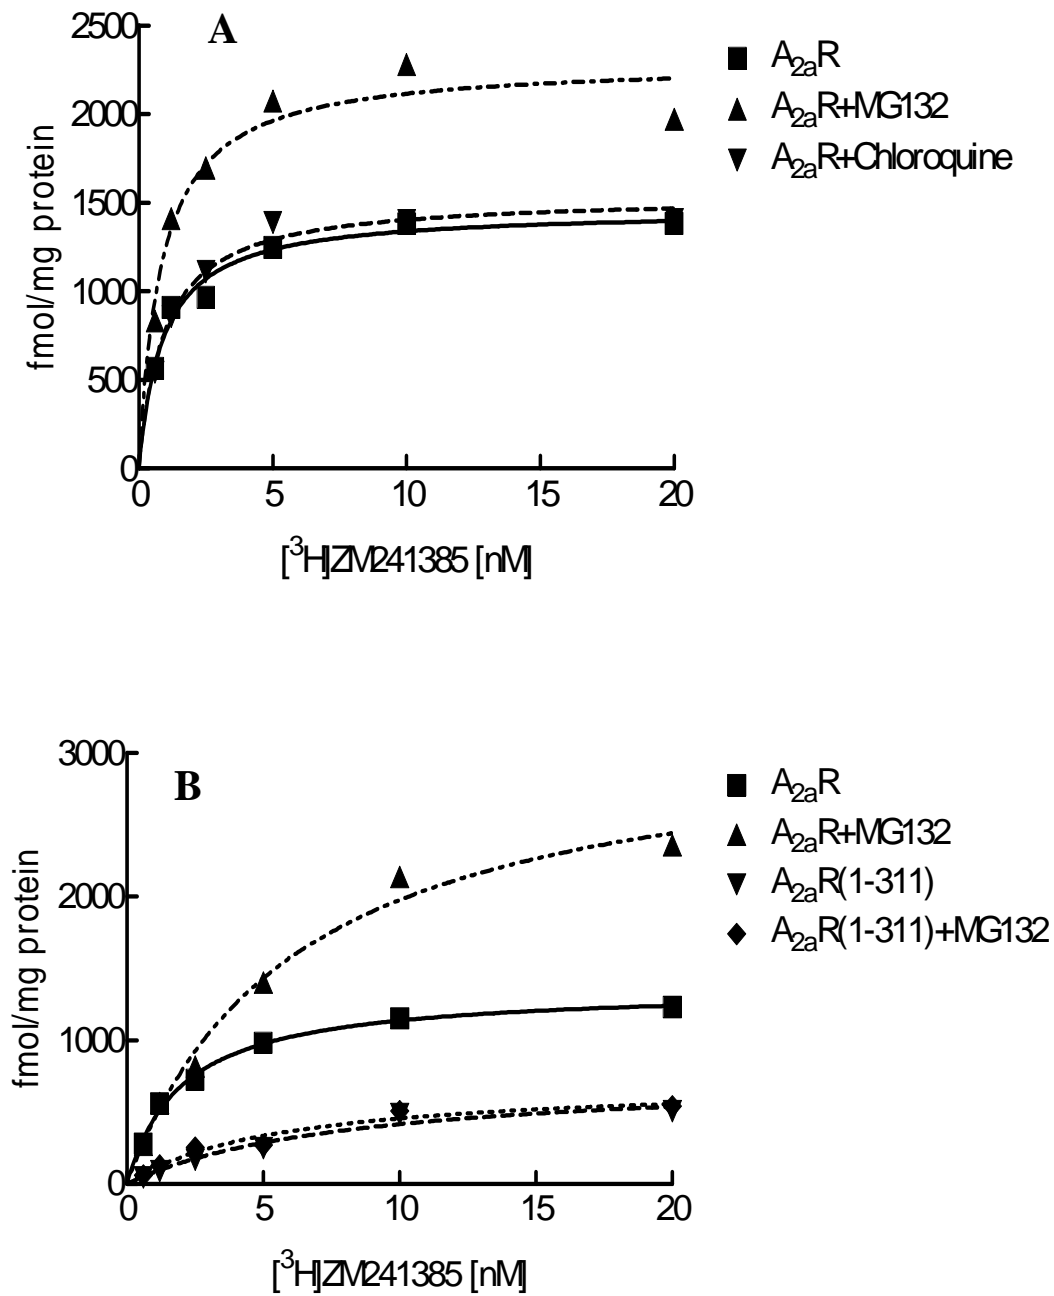 A
2500
2000
1500
1000
500
0
0 5 10 15 20
fmol/mg protein
[³H]ZM241385 [nM]
A₂ₐR
A₂ₐR+MG132
A₂ₐR+Chloroquine
B
3000
2000
1000
0
0 5 10 15 20
fmol/mg protein
[³H]ZM241385 [nM]
A₂ₐR
A₂ₐR+MG132
A₂ₐR(1-311)
A₂ₐR(1-311)+MG132